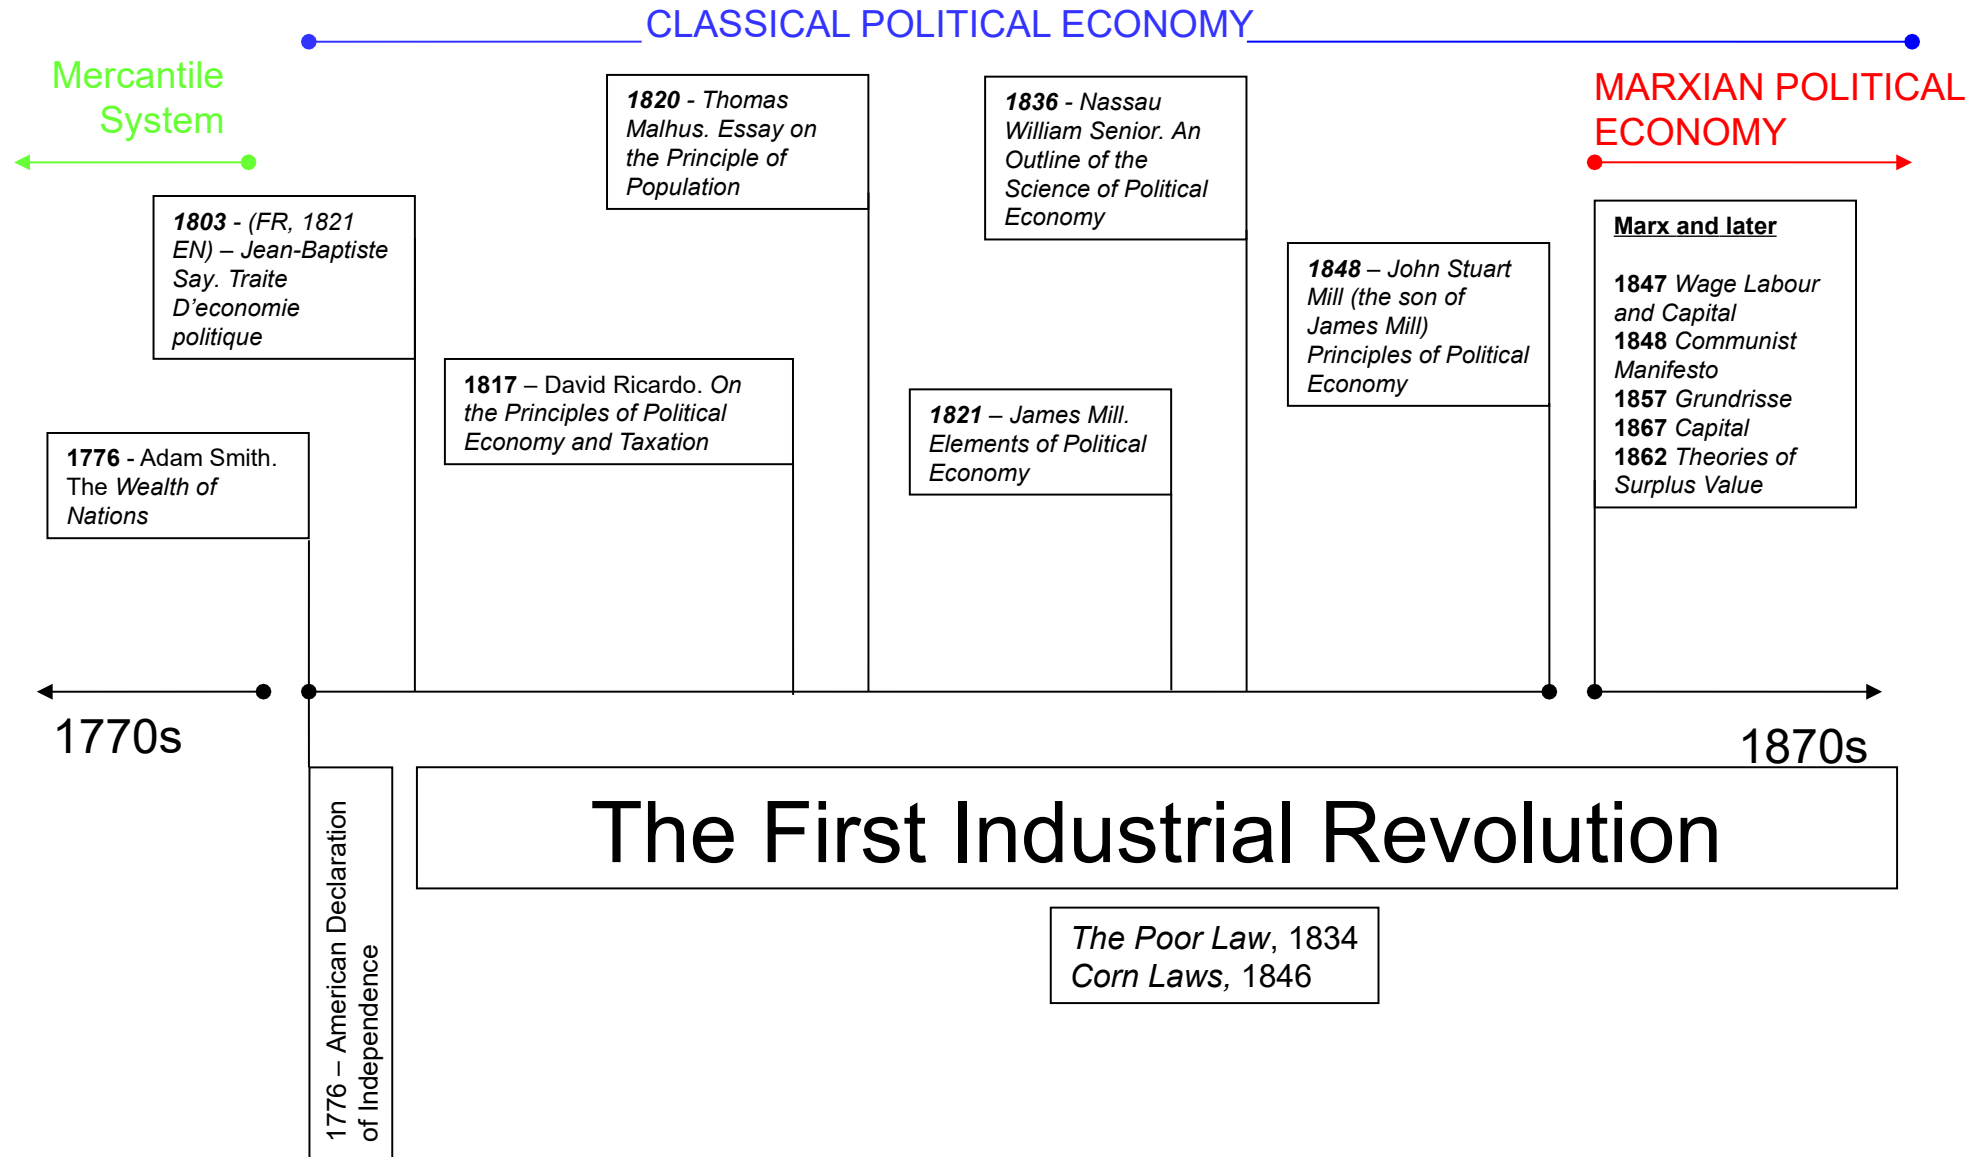 CLASSICAL POLITICAL ECONOMY
Mercantile
System
MARXIAN POLITICAL
ECONOMY
1820 - Thomas
Malhus. Essay on
the Principle of
Population
1836 - Nassau
William Senior. An
Outline of the
Science of Political
Economy
1803 - (FR, 1821
EN) – Jean-Baptiste
Say. Traite
D'economie
politique
1848 – John Stuart
Mill (the son of
James Mill)
Principles of Political
Economy
Marx and later
1847 Wage Labour
and Capital
1848 Communist
Manifesto
1857 Grundrisse
1867 Capital
1862 Theories of
Surplus Value
1817 – David Ricardo. On
the Principles of Political
Economy and Taxation
1821 – James Mill.
Elements of Political
Economy
1776 - Adam Smith.
The Wealth of
Nations
1770s
1870s
1776 – American Declaration
of Independence
The First Industrial Revolution
The Poor Law, 1834
Corn Laws, 1846